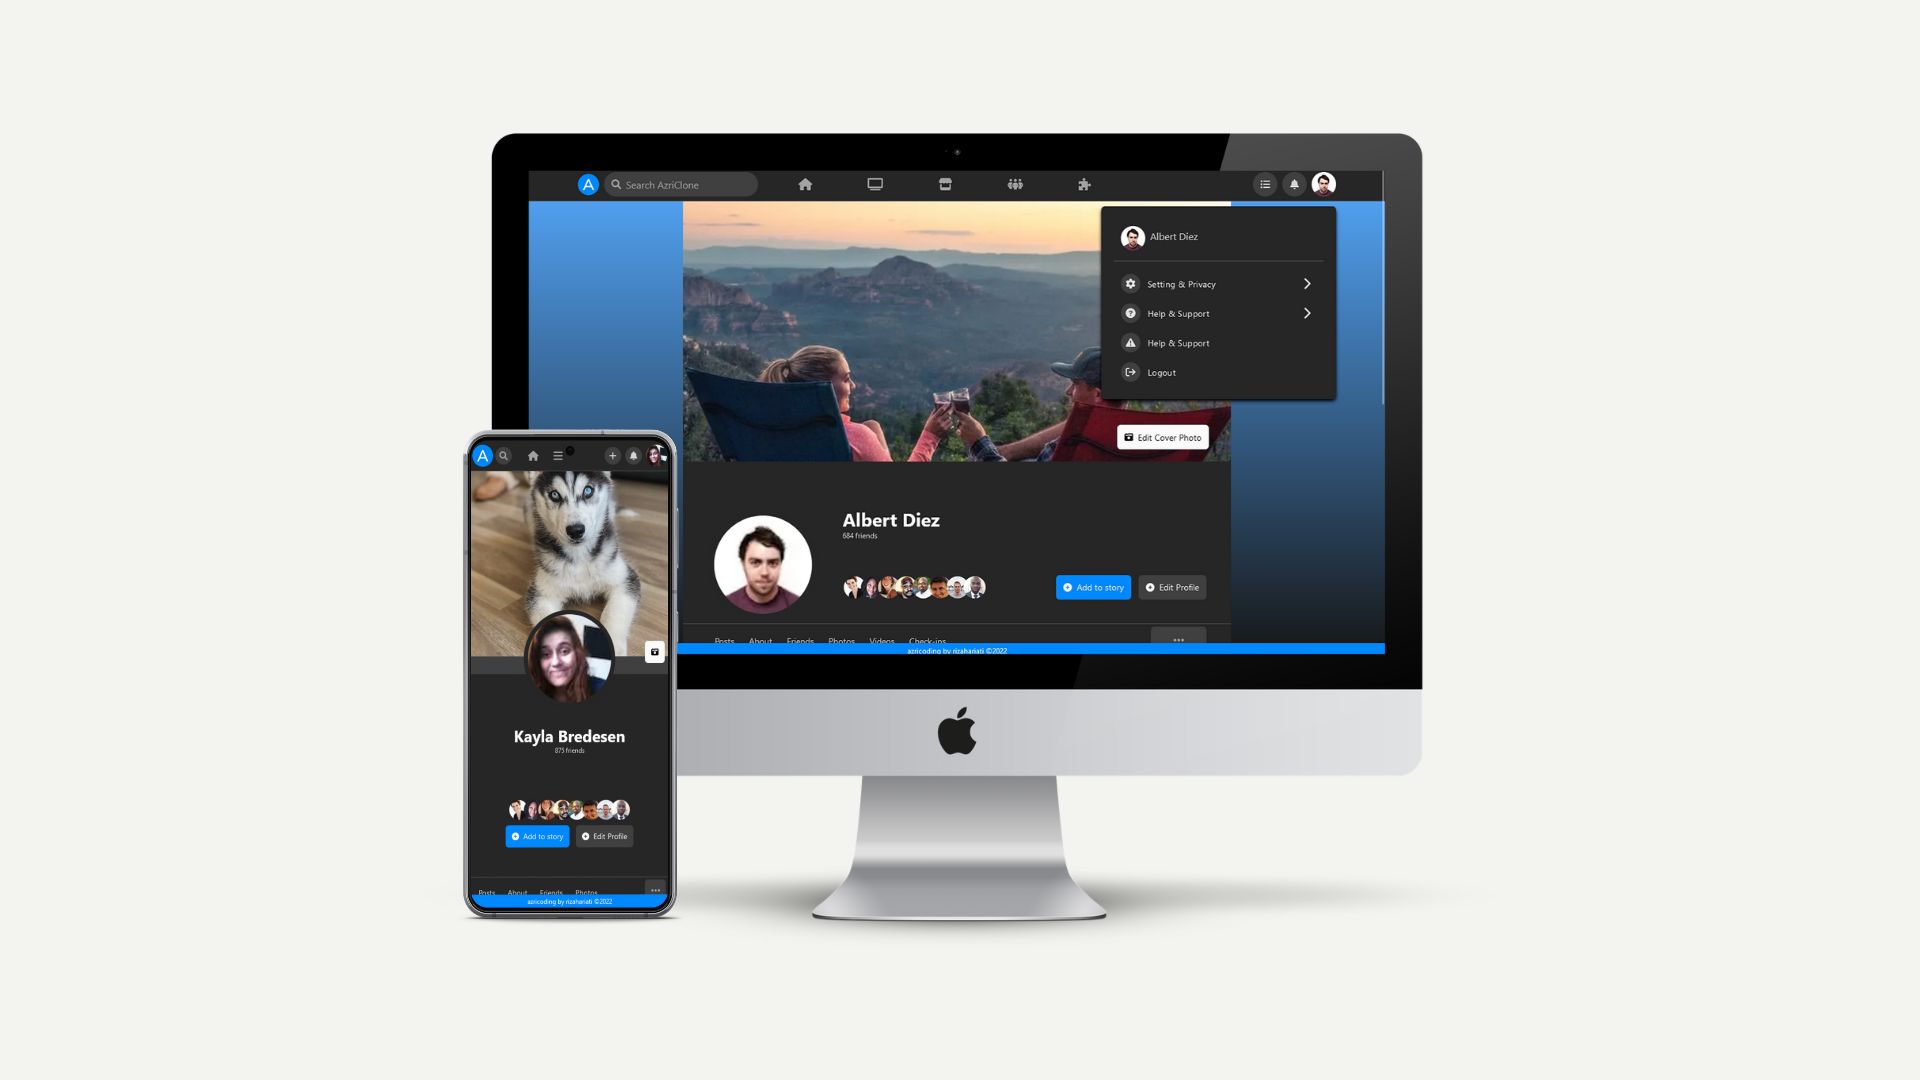 A
Search AzriClone
Albert Diez
Setting & Privacy
Help & Support
Help & Support
Logout
Edit Cover Photo
Albert Diez
684 friends
Add to story
Edit Profile
Posts About Friends Photos Videos Check-ins
azricoding by rizahariati ©2022
A
Kayla Bredesen
875 friends
Add to story
Edit Profile
Posts About Friends Photos
azricoding by rizahariati ©2022